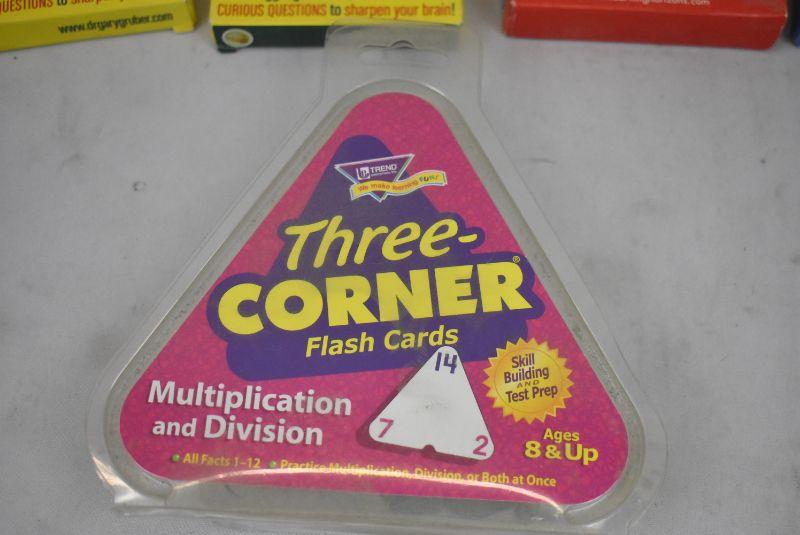 QUESTIONS to sharpen your
www.drgarygruber.com
CURIOUS QUESTIONS to sharpen your brain!
TREND
We make learning FUN!
Three-
CORNER®
Flash Cards
14
7
2
Skill
Building
AND
Test Prep
Multiplication
and Division
Ages
8 & Up
• All Facts 1–12 • Practice Multiplication, Division, or Both at Once